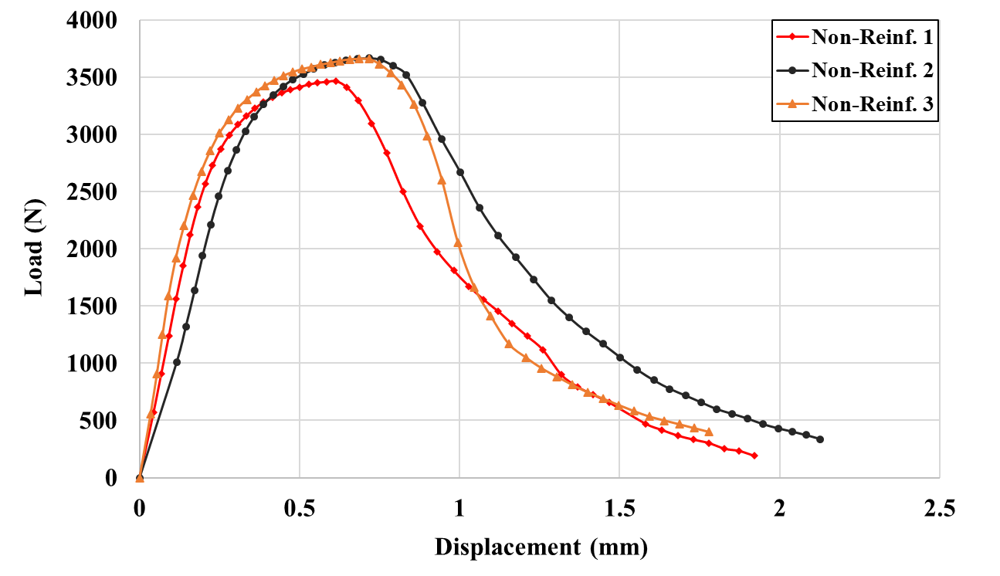 4000
3500
3000
2500
2000
1500
1000
500
0
Load (N)
0 0.5 1 1.5 2 2.5
Displacement (mm)
Non-Reinf. 1
Non-Reinf. 2
Non-Reinf. 3